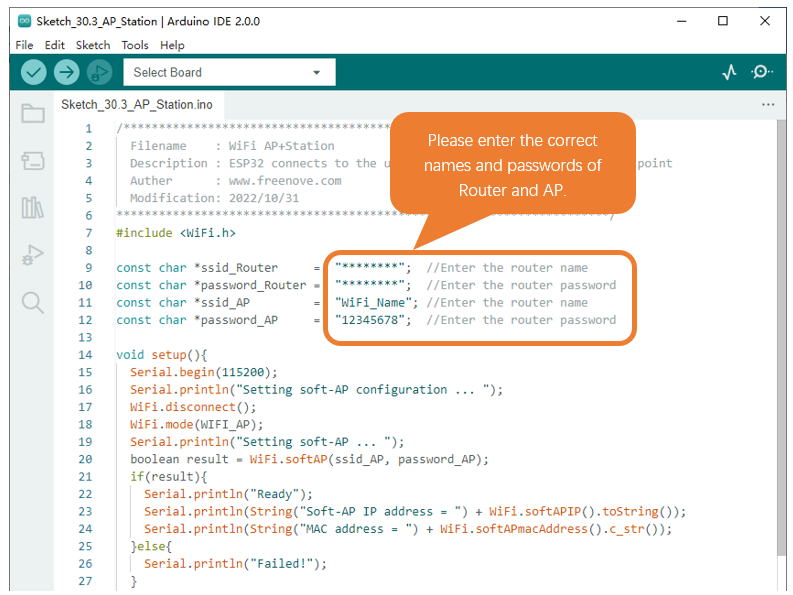 Sketch_30.3_AP_Station | Arduino IDE 2.0.0
File Edit Sketch Tools Help
Select Board
Sketch_30.3_AP_Station.ino
Please enter the correct
names and passwords of
Router and AP.
1 /**************************************
2 Filename : WiFi AP+Station
3 Description : ESP32 connects to the u point
4 Auther : www.freenove.com
5 Modification: 2022/10/31
6 **********************************************************************/
7 #include <WiFi.h>
8
9 const char *ssid_Router = "********"; //Enter the router name
10 const char *password_Router = "********"; //Enter the router password
11 const char *ssid_AP = "WiFi_Name"; //Enter the router name
12 const char *password_AP = "12345678"; //Enter the router password
13
14 void setup(){
15 Serial.begin(115200);
16 Serial.println("Setting soft-AP configuration ... ");
17 WiFi.disconnect();
18 WiFi.mode(WIFI_AP);
19 Serial.println("Setting soft-AP ... ");
20 boolean result = WiFi.softAP(ssid_AP, password_AP);
21 if(result){
22 Serial.println("Ready");
23 Serial.println(String("Soft-AP IP address = ") + WiFi.softAPIP().toString());
24 Serial.println(String("MAC address = ") + WiFi.softAPmacAddress().c_str());
25 }else{
26 Serial.println("Failed!");
27 }